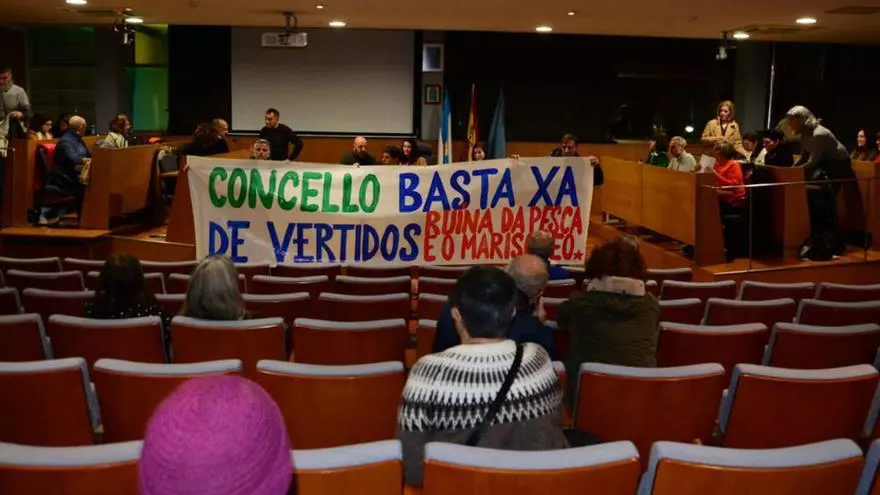 CONCELLO BASTA XA
DE VERTIDOS
RUINA DA PESCA
E O MARISQUEO.